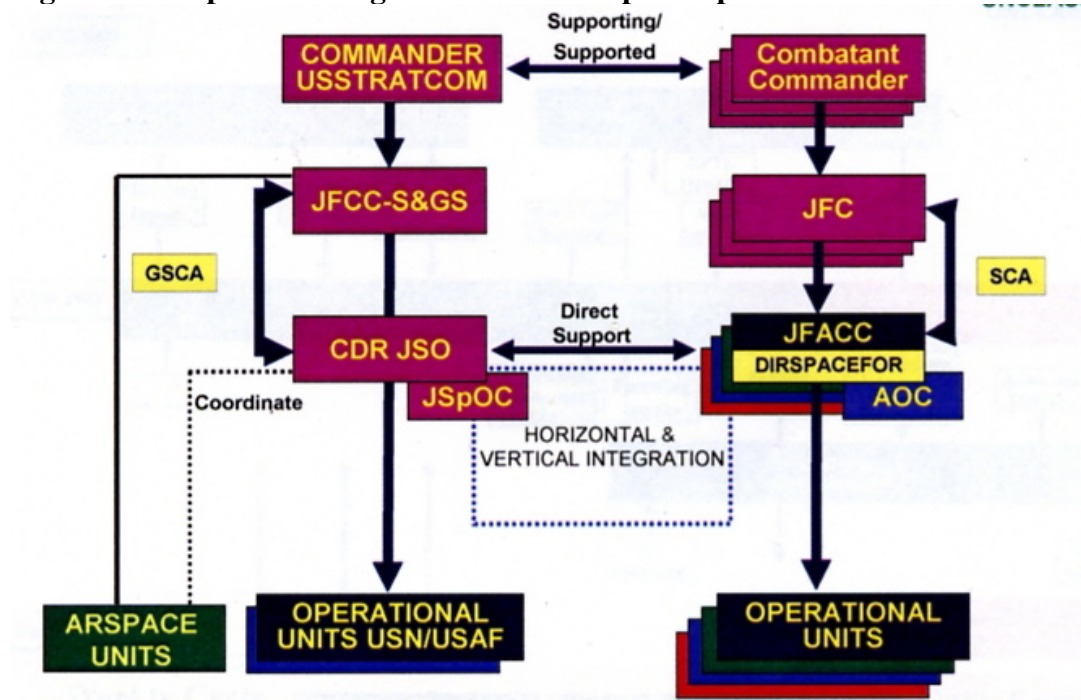 Supporting/
Supported
COMMANDER
USSTRATCOM
Combatant
Commander
JFCC-S&GS
JFC
GSCA
SCA
Direct
Support
CDR JSO
JFACC
DIRSPACEFOR
JSpOC
AOC
Coordinate
HORIZONTAL &
VERTICAL INTEGRATION
ARSPACE
UNITS
OPERATIONAL
UNITS USN/USAF
OPERATIONAL
UNITS